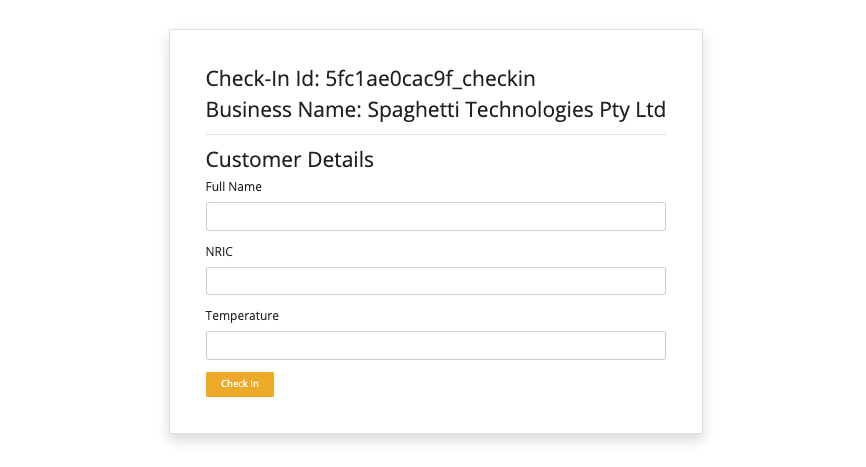 Check-In Id: 5fc1ae0cac9f_checkin
Business Name: Spaghetti Technologies Pty Ltd
Customer Details
Full Name
NRIC
Temperature
Check In